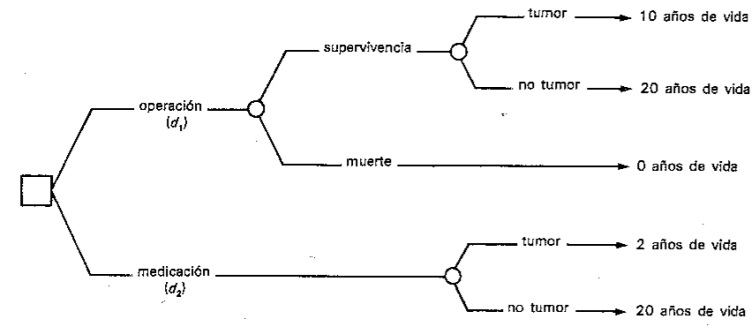 tumor
10 años de vida
supervivencia
no tumor
20 años de vida
operación
(d₁)
muerte
0 años de vida
tumor
2 años de vida
medicación
(d₂)
no tumor
20 años de vida